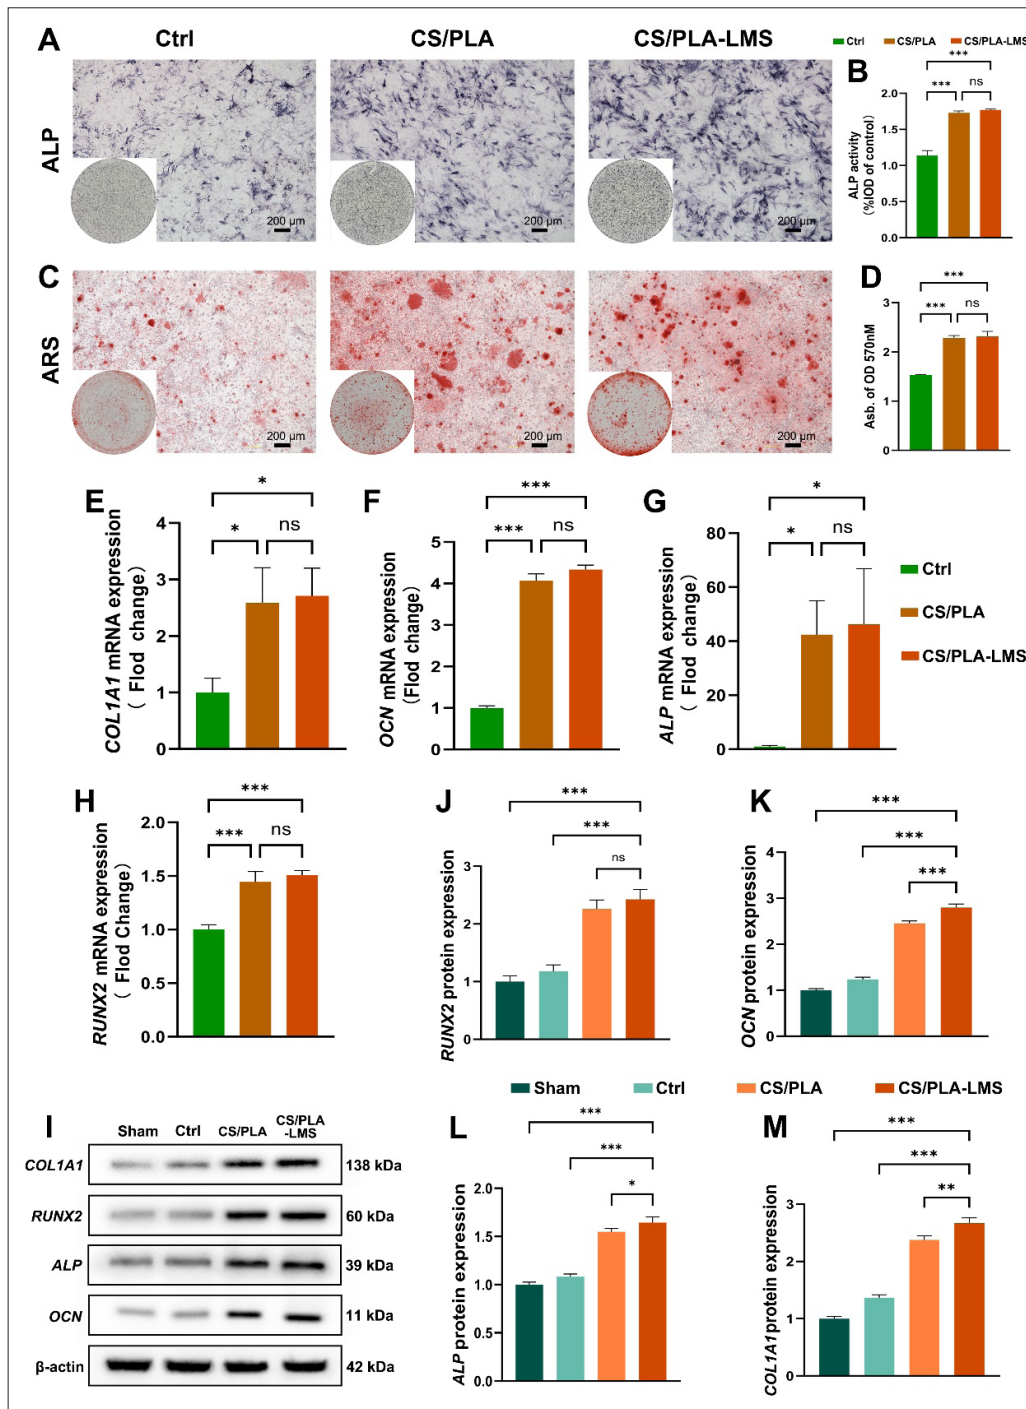 A
Ctrl
CS/PLA
CS/PLA-LMS
ALP
200 µm
200 µm
200 µm
Ctrl CS/PLA CS/PLA-LMS
B
***
*** ns
2.0
1.5
1.0
0.5
0.0
ALP activity
(%IOD of control)
C
ARS
200 µm
200 µm
200 µm
D
***
*** ns
3
2
1
0
Asb. of OD 570nM
E
*
* ns
4
3
2
1
0
COL1A1 mRNA expression
( Flod change)
F
***
*** ns
5
4
3
2
1
0
OCN mRNA expression
(Flod change)
G
*
* ns
80
60
40
20
0
ALP mRNA expression
( Flod change)
Ctrl
CS/PLA
CS/PLA-LMS
H
***
*** ns
2.0
1.5
1.0
0.5
0.0
RUNX2 mRNA expression
( Flod Change)
J
***
***
ns
3
2
1
0
RUNX2 protein expression
K
***
***
***
3
2
1
0
OCN protein expression
Sham Ctrl CS/PLA CS/PLA-LMS
I
Sham Ctrl CS/PLA CS/PLA
-LMS
COL1A1 138 kDa
RUNX2 60 kDa
ALP 39 kDa
OCN 11 kDa
β-actin 42 kDa
L
***
***
*
2.0
1.5
1.0
0.5
0.0
ALP protein expression
M
***
***
**
3
2
1
0
COL1A1 protein expression